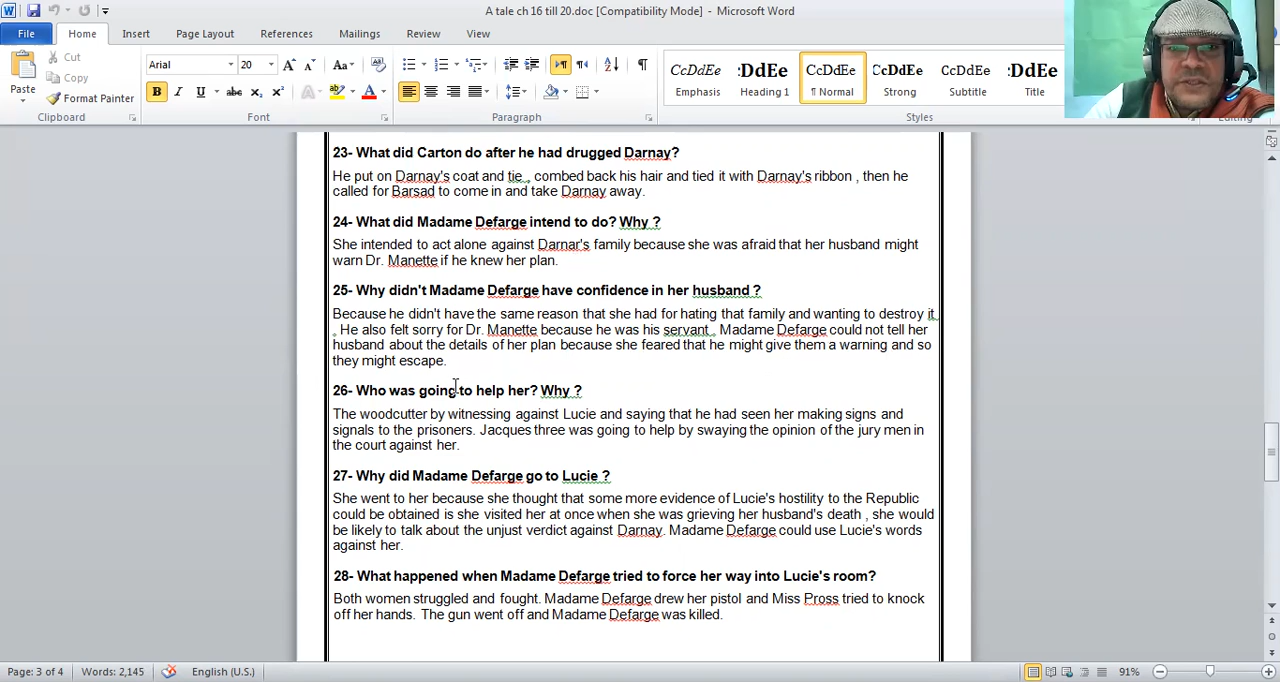 A tale ch 16 till 20.doc [Compatibility Mode] - Microsoft Word
File Home Insert Page Layout References Mailings Review View
Cut
Copy
Format Painter
Paste
Arial 20
AaBbCcDdEe
Emphasis Heading 1 ¶ Normal Strong Subtitle Title
Clipboard Font Paragraph Styles
23- What did Carton do after he had drugged Darnay?
He put on Darnay's coat and tie , combed back his hair and tied it with Darnay's ribbon , then he
called for Barsad to come in and take Darnay away.
24- What did Madame Defarge intend to do? Why ?
She intended to act alone against Darnar's family because she was afraid that her husband might
warn Dr. Manette if he knew her plan.
25- Why didn't Madame Defarge have confidence in her husband ?
Because he didn't have the same reason that she had for hating that family and wanting to destroy it
. He also felt sorry for Dr. Manette because he was his servant . Madame Defarge could not tell her
husband about the details of her plan because she feared that he might give them a warning and so
they might escape.
26- Who was going to help her? Why ?
The woodcutter by witnessing against Lucie and saying that he had seen her making signs and
signals to the prisoners. Jacques three was going to help by swaying the opinion of the jury men in
the court against her.
27- Why did Madame Defarge go to Lucie ?
She went to her because she thought that some more evidence of Lucie's hostility to the Republic
could be obtained is she visited her at once when she was grieving her husband's death , she would
be likely to talk about the unjust verdict against Darnay. Madame Defarge could use Lucie's words
against her.
28- What happened when Madame Defarge tried to force her way into Lucie's room?
Both women struggled and fought. Madame Defarge drew her pistol and Miss Pross tried to knock
off her hands. The gun went off and Madame Defarge was killed.
Page: 3 of 4 Words: 2,145 English (U.S.) 91%